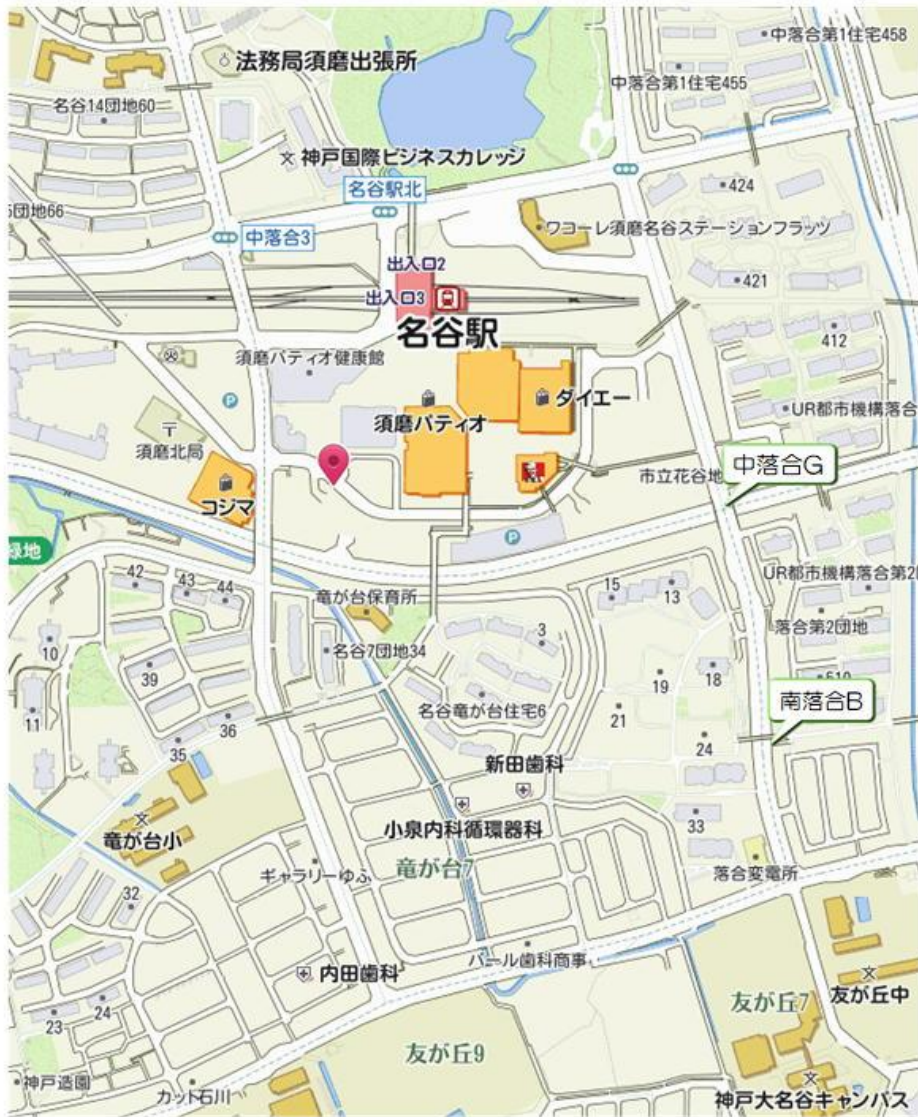 中落合第1住宅458
法務局須磨出張所
中落合第1住宅455
名谷14団地60
神戸国際ビジネスカレッジ
名谷駅北
424
団地66
中落合3
ワコーレ須磨名谷ステーションフラッツ
出入口2
421
出入口3
名谷駅
412
須磨パティオ健康館
P
ダイエー
UR都市機構落合
須磨パティオ
須磨北局
中落合G
市立花谷地
コジマ
P
緑地
42
43
44
15
13
UR都市機構落合第2
竜が台保育所
落合第2団地
10
3
名谷7団地34
39
19
18
510
11
名谷竜が台住宅6
21
南落合B
36
35
24
新田歯科
小泉内科循環器科
33
竜が台小
竜が台7
ギャラリーゆふ
落合変電所
32
パール歯科商事
内田歯科
友が丘中
24
23
友が丘7
友が丘9
神戸造園
カット石川
神戸大名谷キャンパス